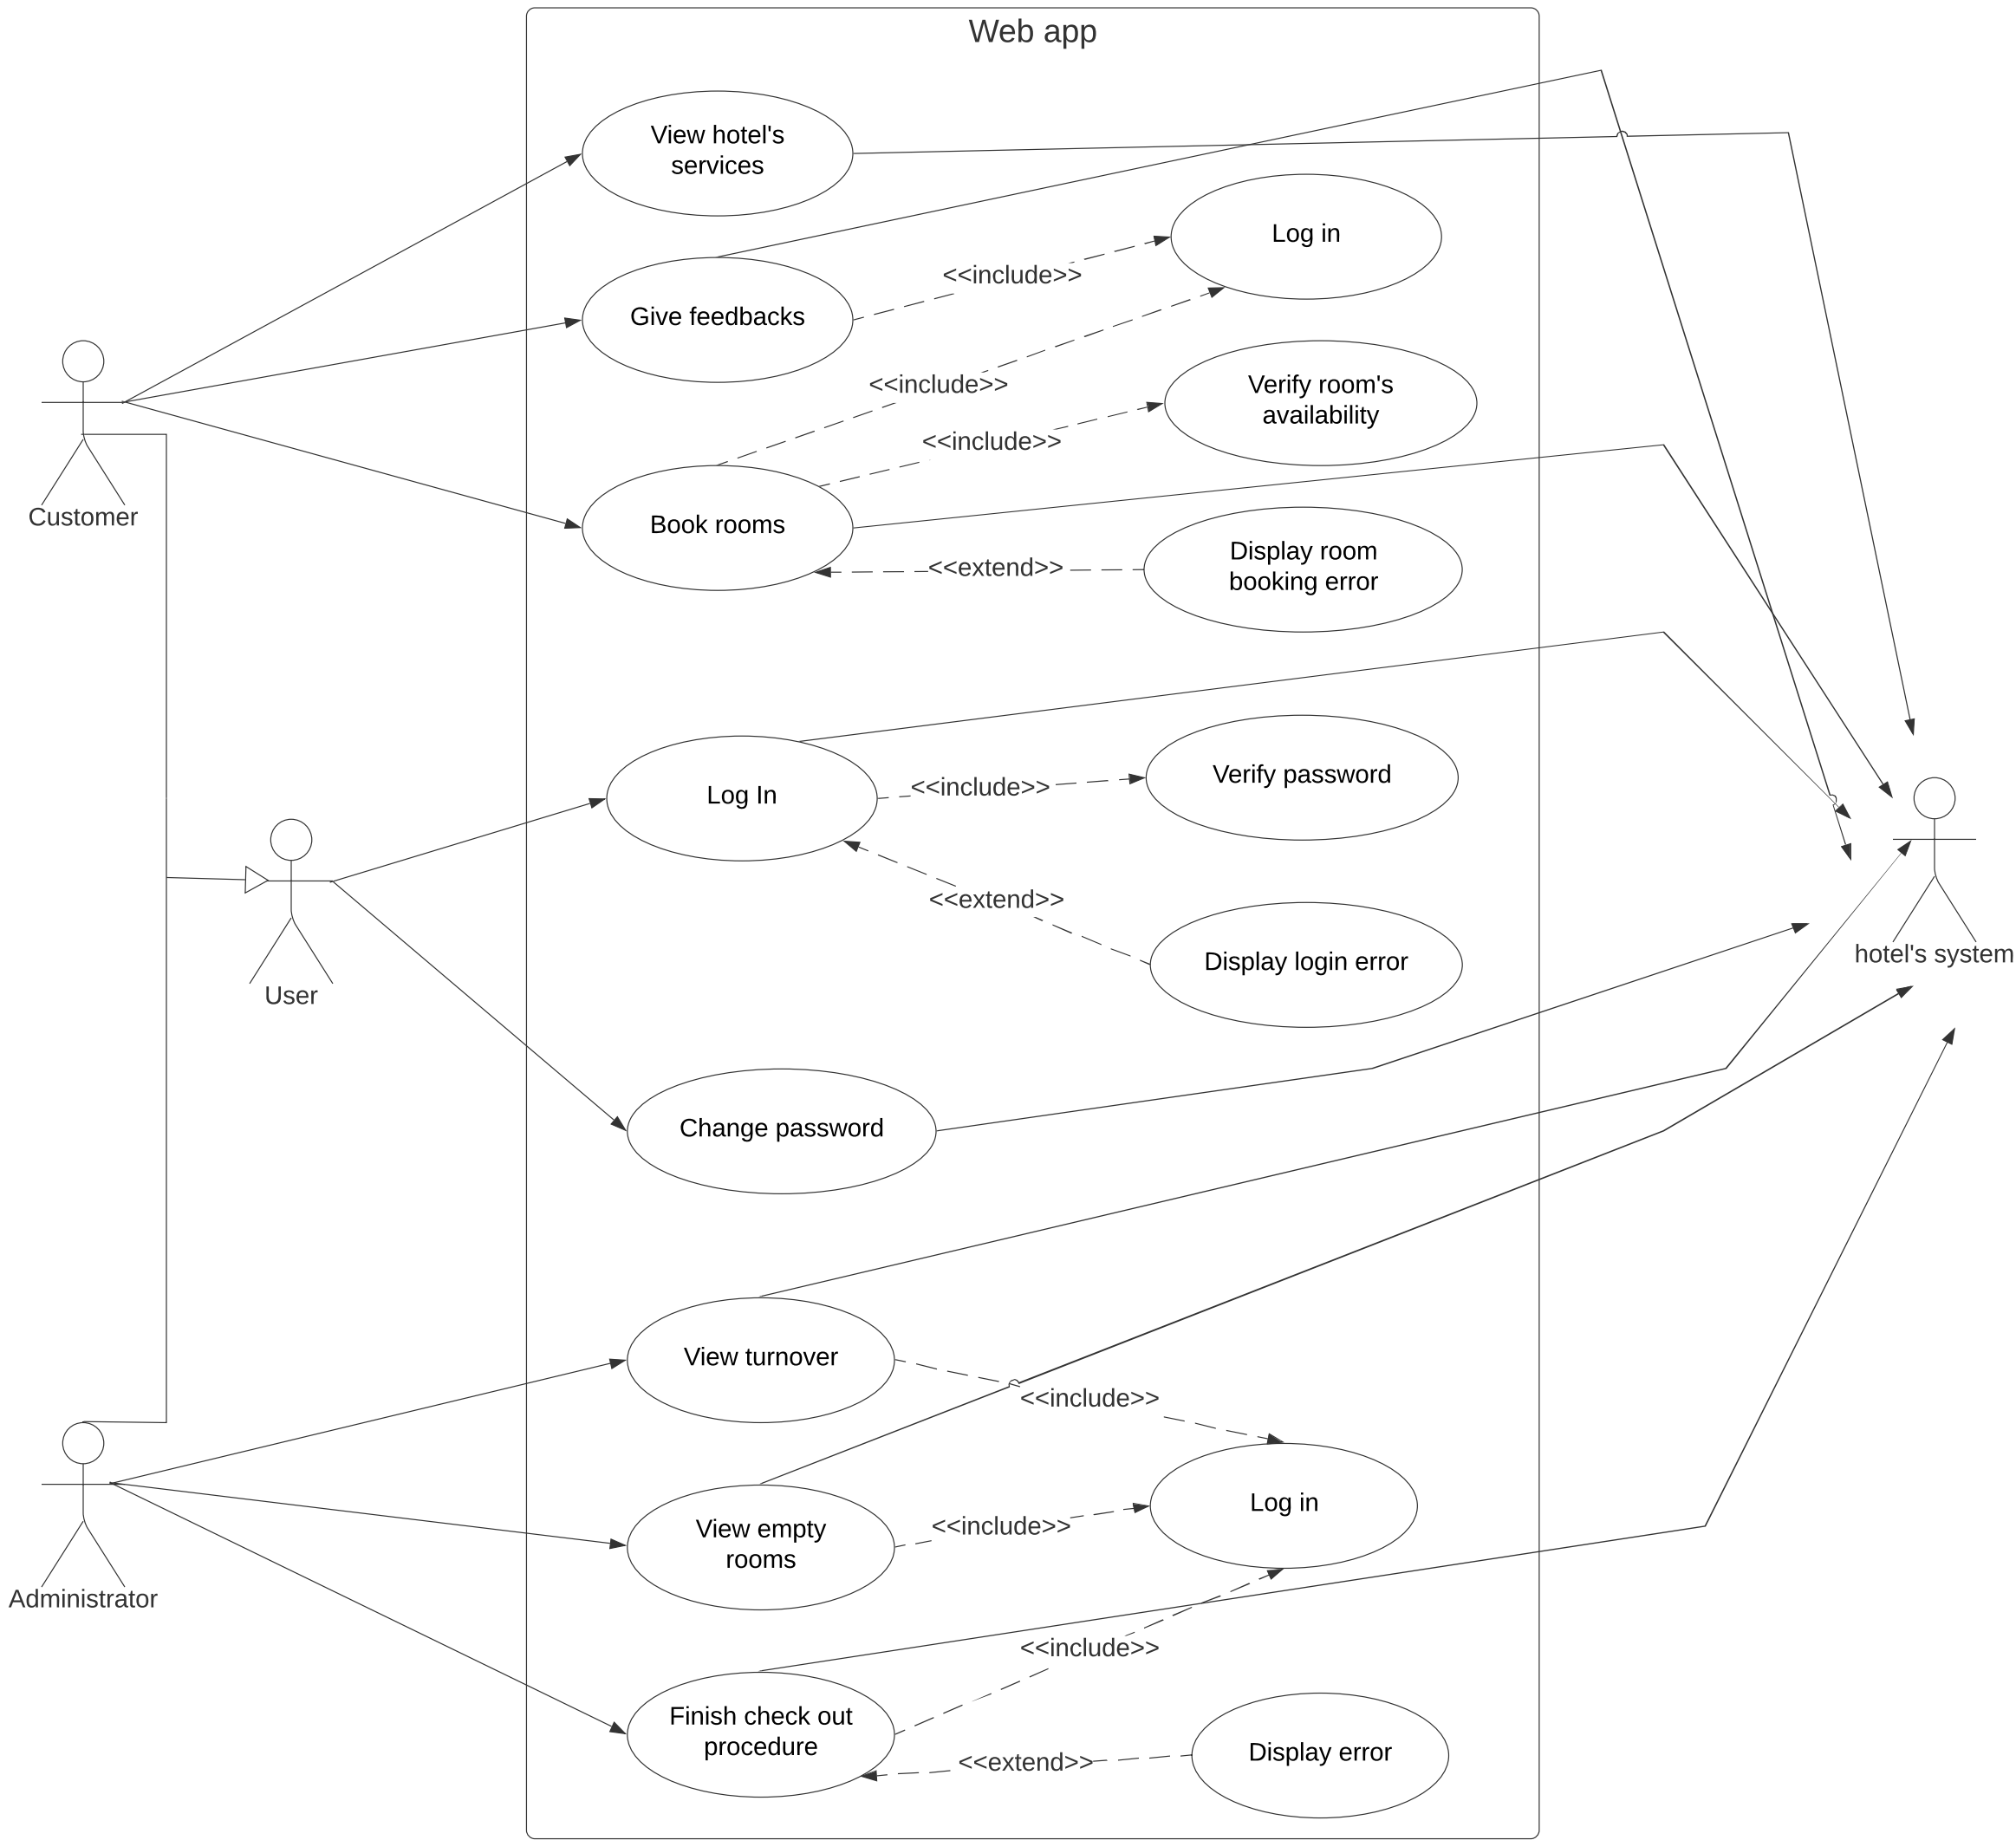 Web app
View hotel's
services
Log in
<<include>>
Give feedbacks
<<include>>
Verify room's
availability
<<include>>
Customer
Book rooms
Display room
booking error
<<extend>>
Verify password
<<include>>
Log In
<<extend>>
hotel's system
Display login error
User
Change password
View turnover
<<include>>
Log in
View empty
rooms
<<include>>
Administrator
<<include>>
Finish check out
procedure
Display error
<<extend>>